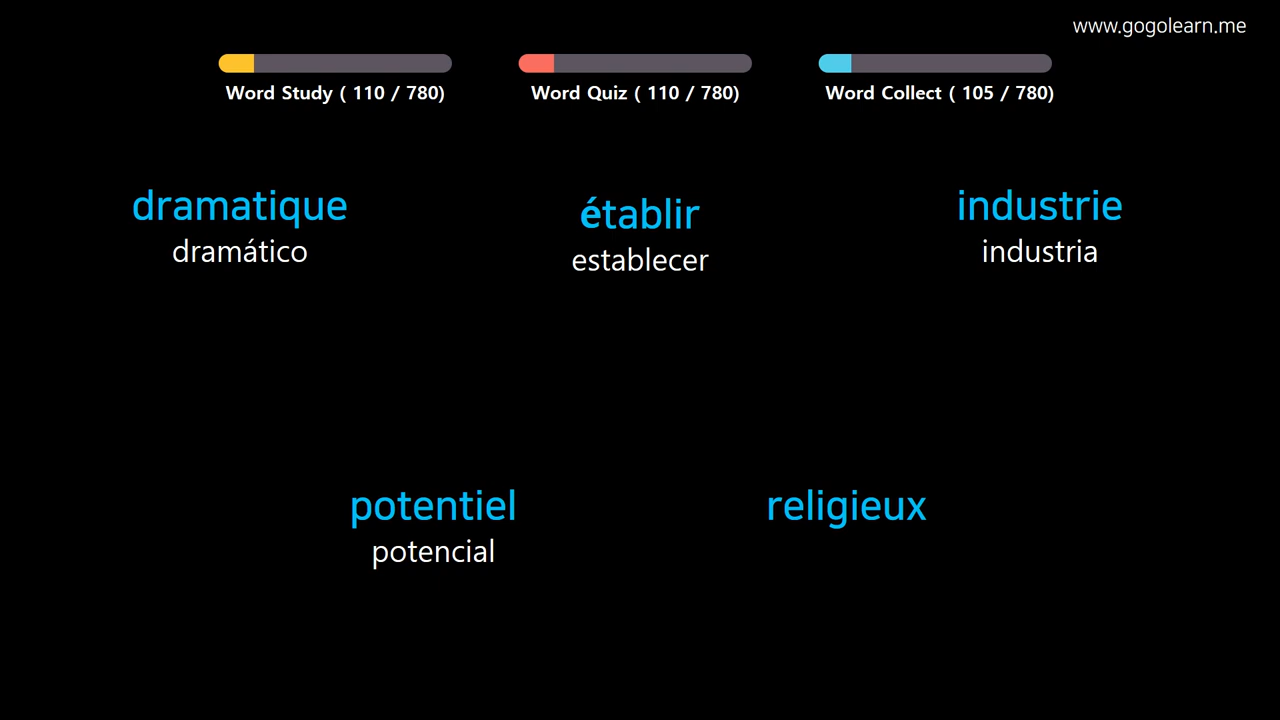 www.gogolearn.me
Word Study ( 110 / 780)
Word Quiz ( 110 / 780)
Word Collect ( 105 / 780)
dramatique
dramático
établir
establecer
industrie
industria
potentiel
potencial
religieux